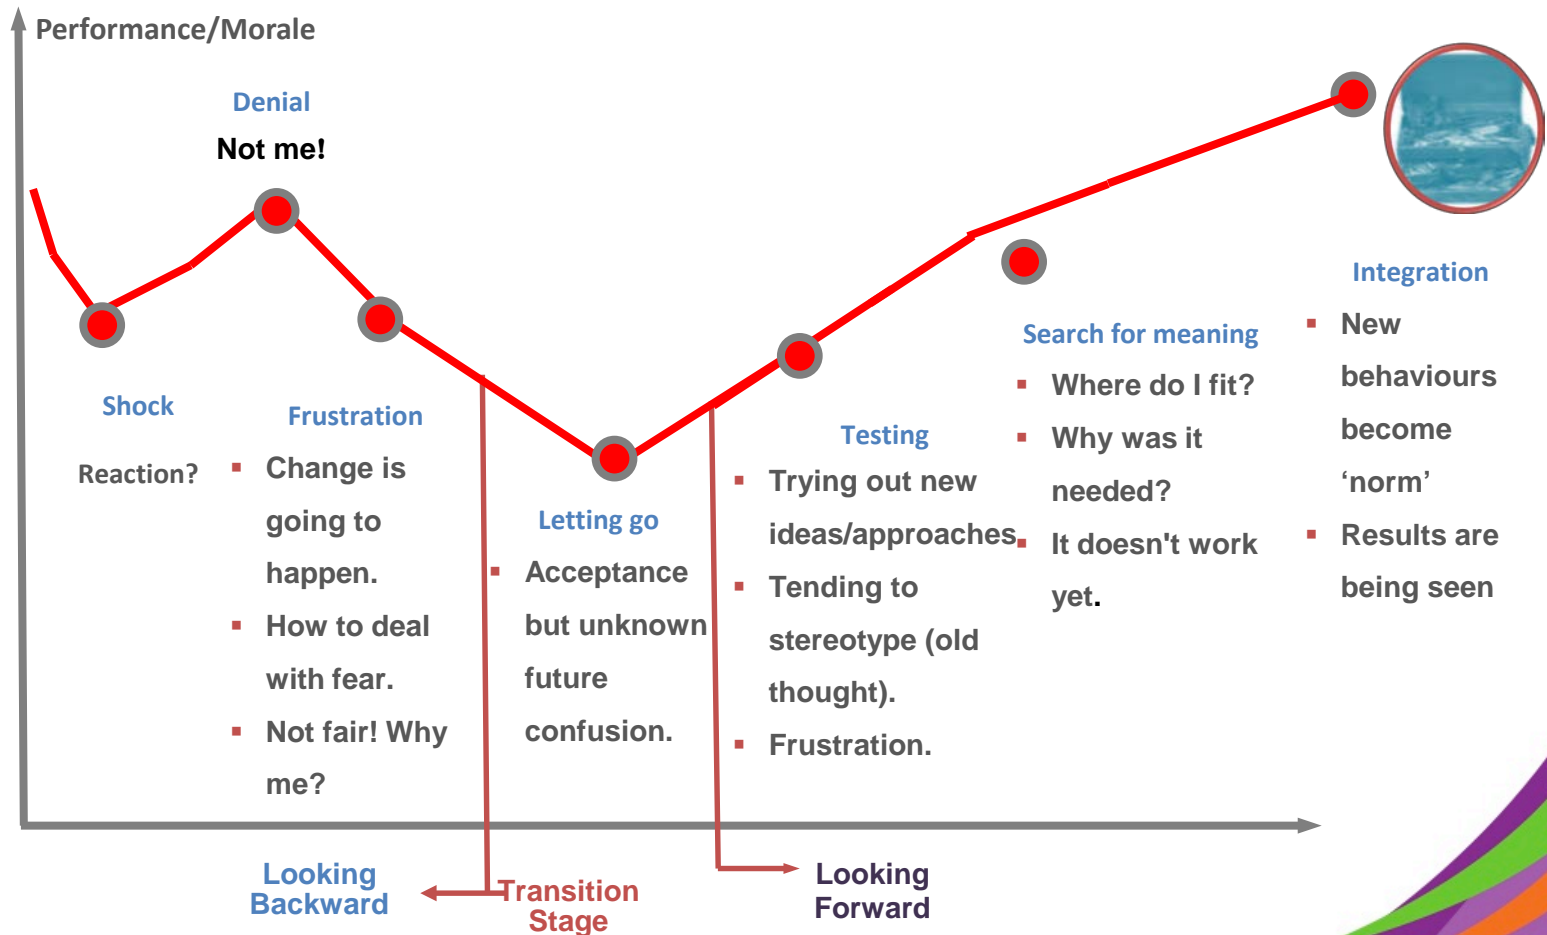 Performance/Morale
Denial
Not me!
Shock
Reaction?
Frustration
▪ Change is
going to
happen.
▪ How to deal
with fear.
▪ Not fair! Why
me?
Letting go
▪ Acceptance
but unknown
future
confusion.
Testing
▪ Trying out new
ideas/approaches
▪ Tending to
stereotype (old
thought).
▪ Frustration.
Search for meaning
▪ Where do I fit?
▪ Why was it
needed?
▪ It doesn't work
yet.
Integration
▪ New
behaviours
become
‘norm’
▪ Results are
being seen
Looking
Backward
Transition
Stage
Looking
Forward